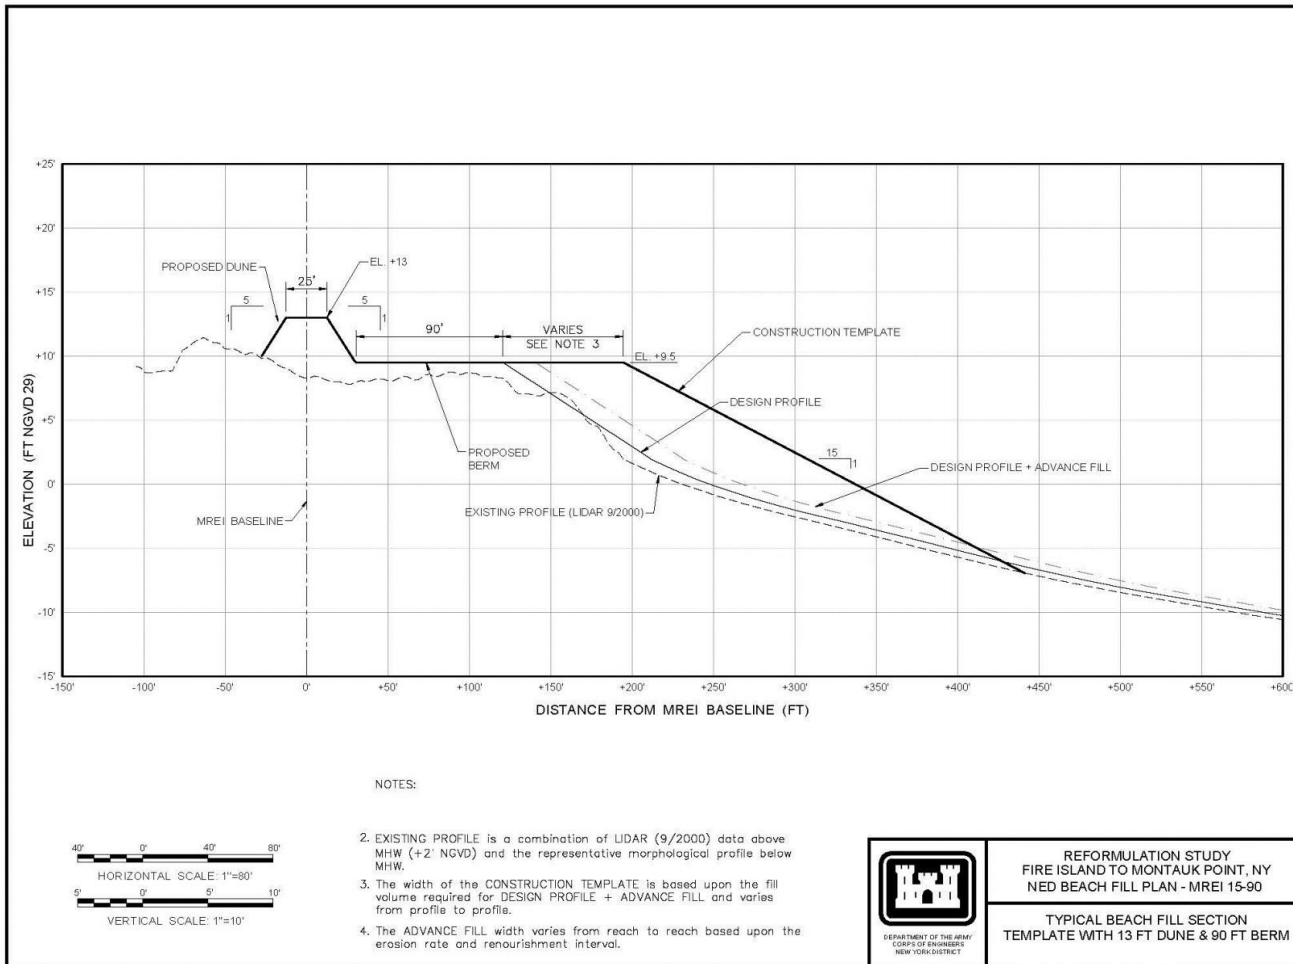 +25'
+20'
+15'
+10'
+5'
0'
-5'
-10'
-15'
ELEVATION (FT NGVD 29)
PROPOSED DUNE
25'
EL. +13
5
1
5
1
90'
VARIES
SEE NOTE 3
EL. +9.5
CONSTRUCTION TEMPLATE
DESIGN PROFILE
PROPOSED
BERM
15
1
DESIGN PROFILE + ADVANCE FILL
EXISTING PROFILE (LIDAR 9/2000)
MREI BASELINE
-150' -100' -50' 0' +50' +100' +150' +200' +250' +300' +350' +400' +450' +500' +550' +600'
DISTANCE FROM MREI BASELINE (FT)
NOTES:
2. EXISTING PROFILE is a combination of LIDAR (9/2000) data above
MHW (+2' NGVD) and the representative morphological profile below
MHW.
3. The width of the CONSTRUCTION TEMPLATE is based upon the fill
volume required for DESIGN PROFILE + ADVANCE FILL and varies
from profile to profile.
4. The ADVANCE FILL width varies from reach to reach based upon the
erosion rate and renourishment interval.
40' 0' 40' 80'
HORIZONTAL SCALE: 1"=80'
5' 0' 5' 10'
VERTICAL SCALE: 1"=10'
DEPARTMENT OF THE ARMY
CORPS OF ENGINEERS
NEW YORK DISTRICT
REFORMULATION STUDY
FIRE ISLAND TO MONTAUK POINT, NY
NED BEACH FILL PLAN - MREI 15-90
TYPICAL BEACH FILL SECTION
TEMPLATE WITH 13 FT DUNE & 90 FT BERM